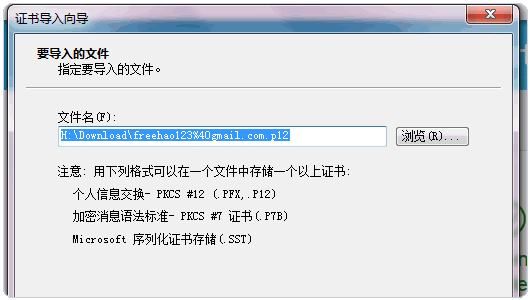 证书导入向导
要导入的文件
指定要导入的文件。
文件名(F):
H:\Download\freehao123%40gmail.com.p12
浏览(R)...
注意: 用下列格式可以在一个文件中存储一个以上证书:
个人信息交换- PKCS #12 (.PFX,.P12)
加密消息语法标准- PKCS #7 证书(.P7B)
Microsoft 序列化证书存储(.SST)